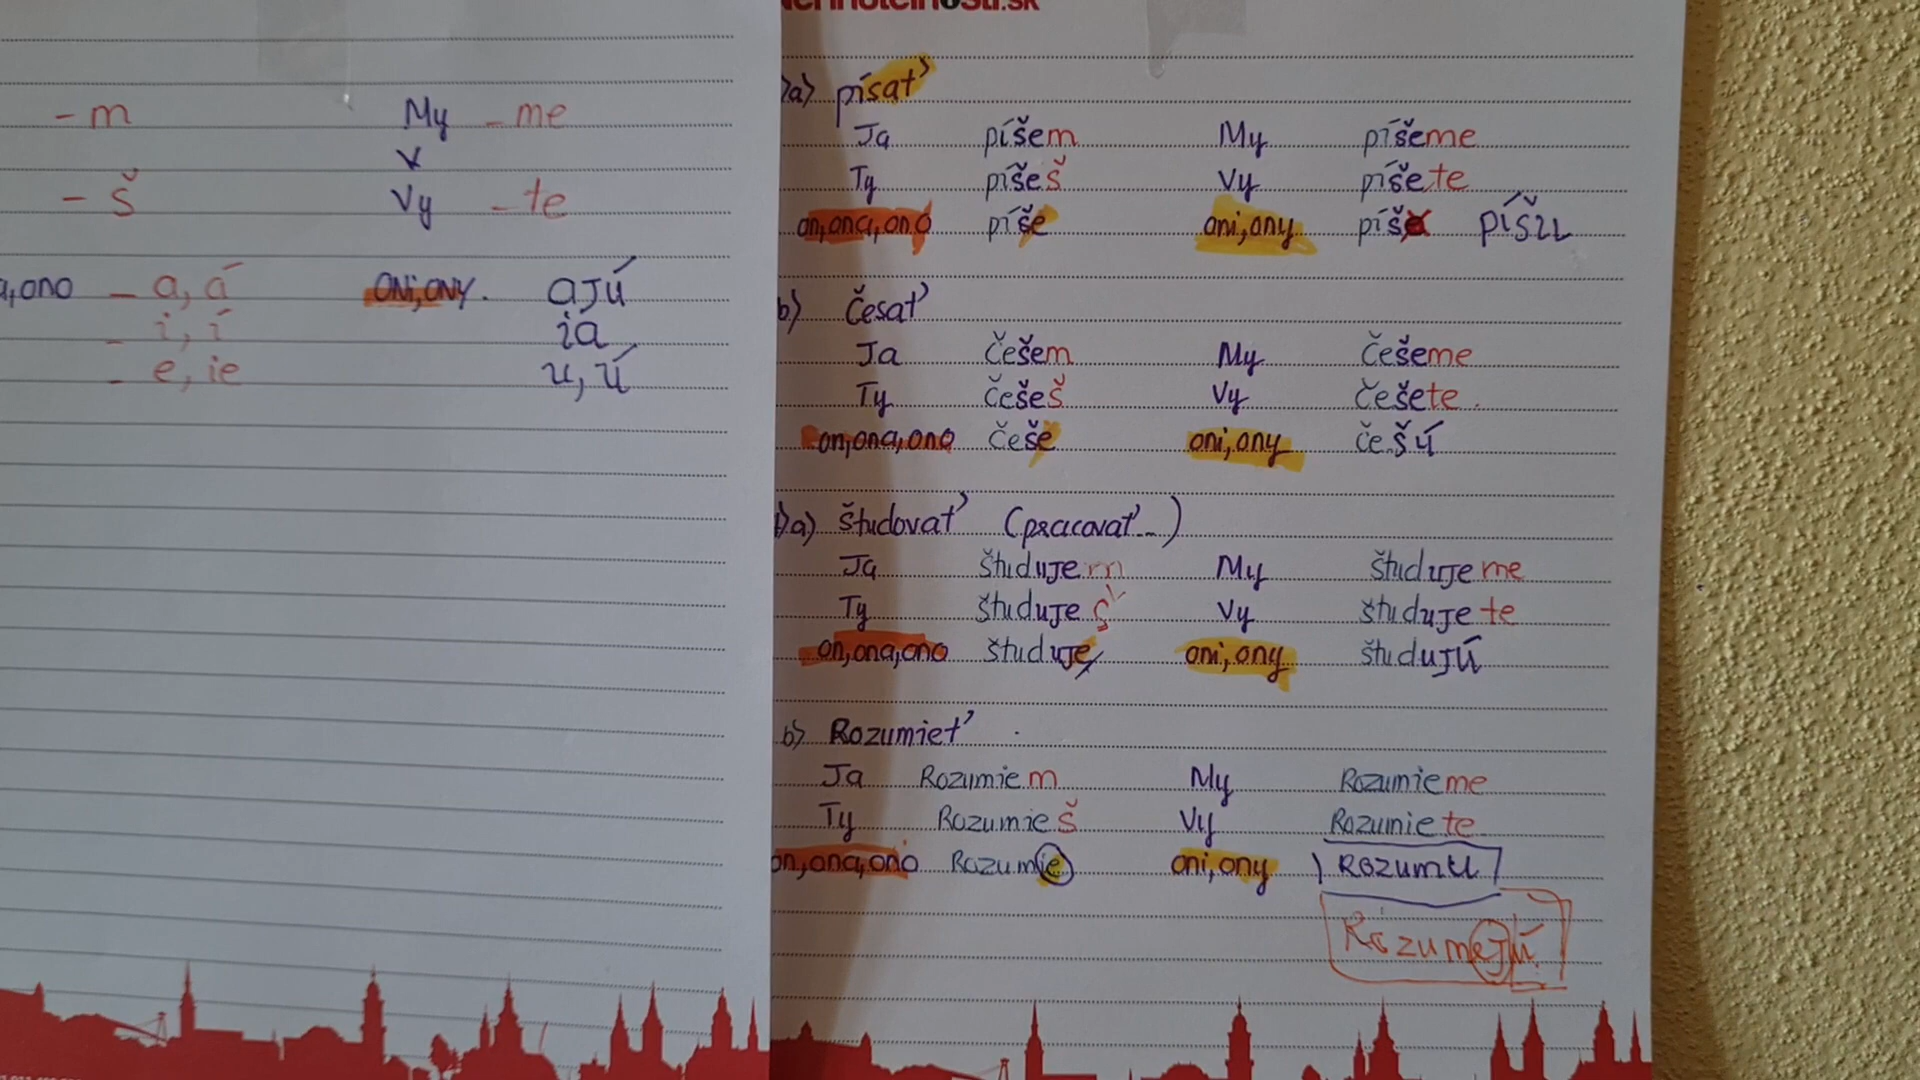 - m My - me
- š Vy - te
a,ono - a, á oni,ony. ajú
- i, í ia
- e, ie u, ú
a) písať
Ja píšem My píšeme
Ty píšeš Vy píšete
on,ona,ono píše oni,ony píše píšu
b) Česať
Ja Češem My Češeme
Ty Češeš Vy Češete.
on,ona,ono Češe oni,ony češú
a) študovať (pracovať...)
Ja študujem My študujeme
Ty študuješ Vy študujete
on,ona,ono študuje oni,ony študujú
b) Rozumieť
Ja Rozumiem My Rozumieme
Ty Rozumieš Vy Rozumiete
on,ona,ono Rozumie oni,ony Rozumu
Rozumejú